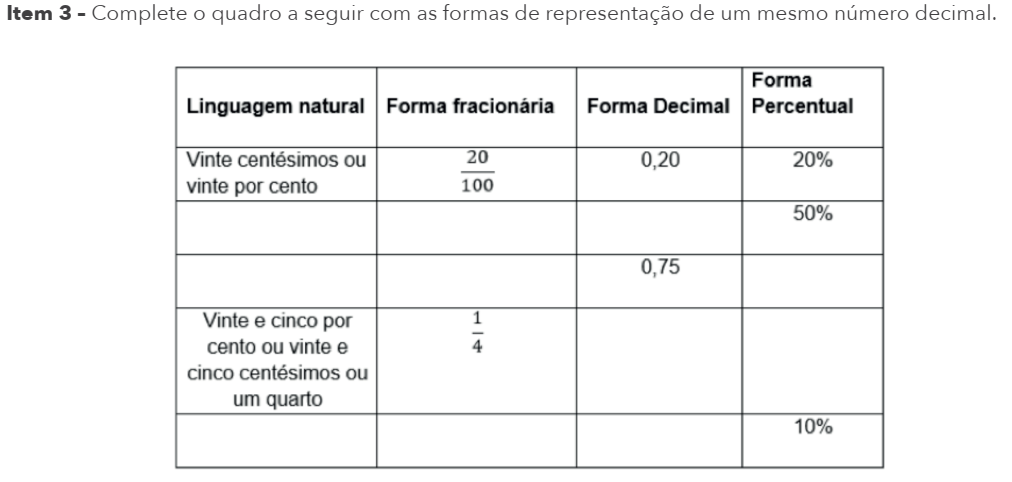 Item 3 - Complete o quadro a seguir com as formas de representação de um mesmo número decimal.
Linguagem natural
Forma fracionária
Forma Decimal
Forma
Percentual
Vinte centésimos ou
vinte por cento
20
100
0,20
20%
50%
0,75
Vinte e cinco por
cento ou vinte e
cinco centésimos ou
um quarto
1
4
10%